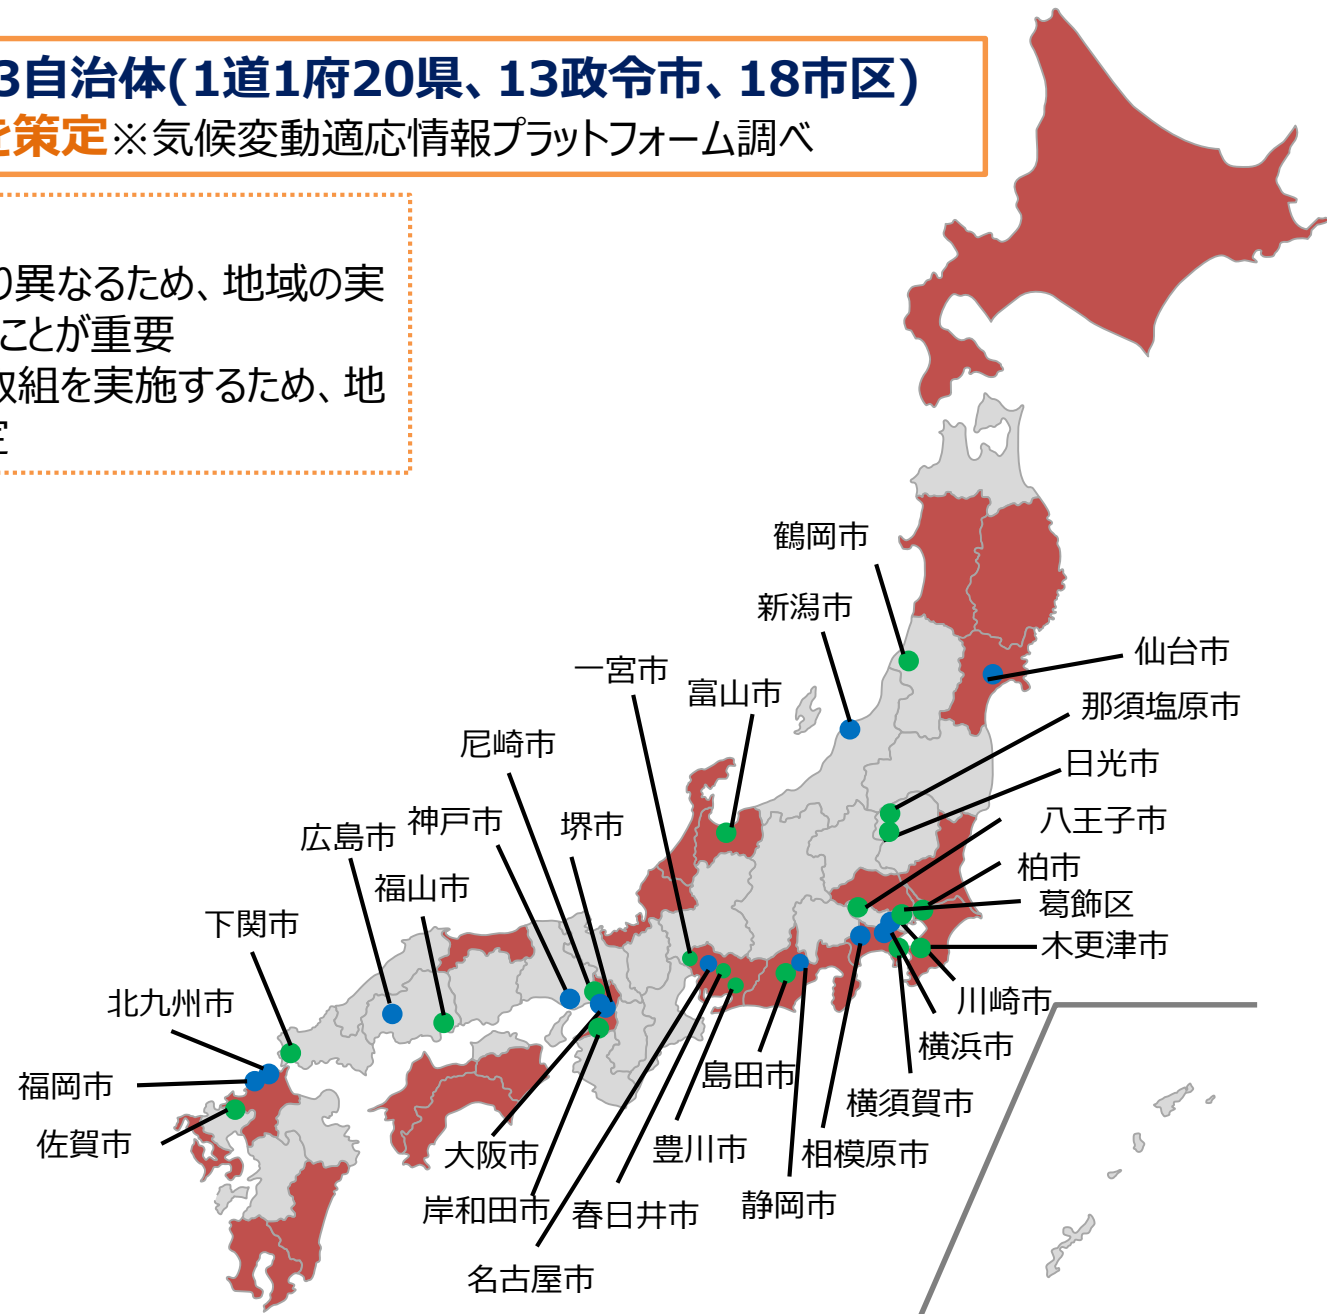 3自治体(1道1府20県、13政令市、18市区)
を策定※気候変動適応情報プラットフォーム調べ
り異なるため、地域の実
ことが重要
取組を実施するため、地
定
鶴岡市
新潟市
仙台市
一宮市
富山市
那須塩原市
尼崎市
日光市
広島市
神戸市
堺市
八王子市
福山市
柏市
下関市
葛飾区
木更津市
北九州市
川崎市
福岡市
横浜市
島田市
横須賀市
佐賀市
大阪市
豊川市
相模原市
岸和田市
春日井市
静岡市
名古屋市